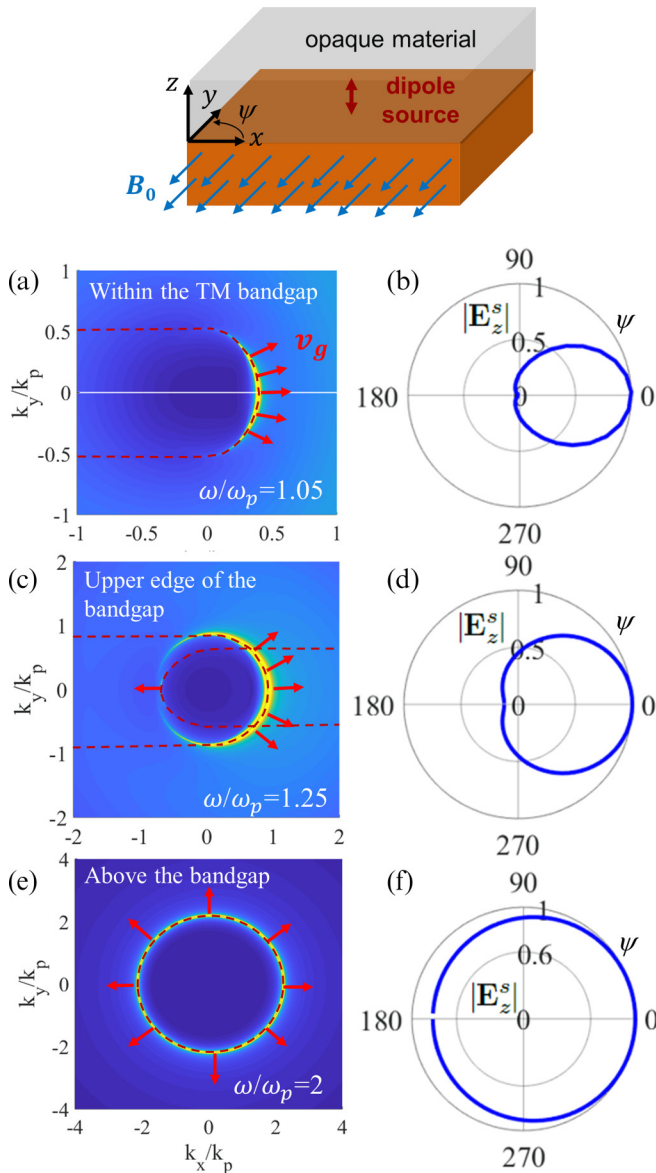 opaque material
z
y
ψ
x
dipole
source
B₀
(a)
Within the TM bandgap
v_g
ω/ω_p=1.05
k_y/k_p
1
0.5
0
-0.5
-1
-1
-0.5
0
0.5
1
(b)
90
1
|E_z^s|
0.5
ψ
180
0
0
270
(c)
Upper edge of the
bandgap
ω/ω_p=1.25
k_y/k_p
2
1
0
-1
-2
-2
-1
0
1
2
(d)
90
1
|E_z^s|
0.5
ψ
180
0
0
270
(e)
Above the bandgap
ω/ω_p=2
k_y/k_p
4
2
0
-2
-4
-4
-2
0
2
4
k_x/k_p
(f)
90
1
ψ
0.6
|E_z^s|
180
0
0
270